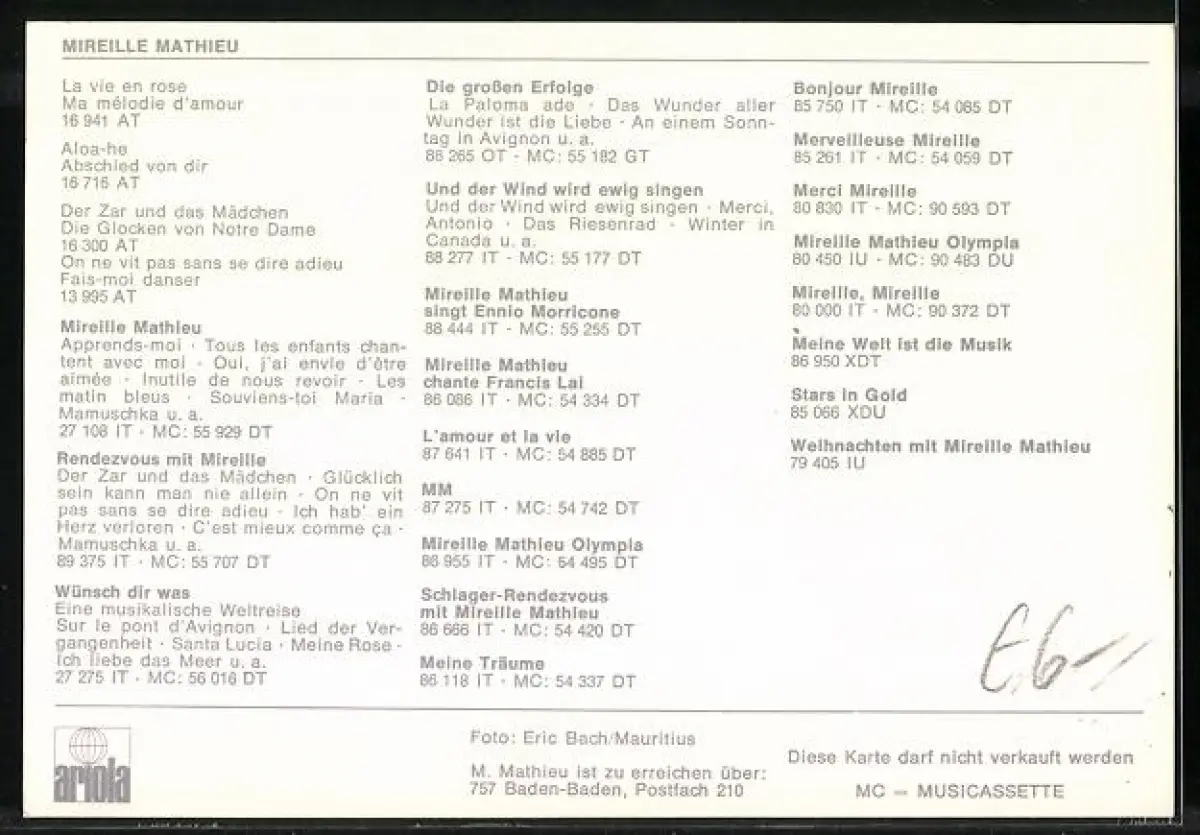 MIREILLE MATHIEU
La vie en rose
Ma mélodie d'amour
16 941 AT
Aloa-he
Abschied von dir
16 716 AT
Der Zar und das Mädchen
Die Glocken von Notre Dame
16 300 AT
On ne vit pas sans se dire adieu
Fais-moi danser
13 995 AT
Mireille Mathieu
Apprends-moi · Tous les enfants chan-
tent avec moi · Oui, j'ai envie d'être
aimée · Inutile de nous revoir · Les
matin bleus · Souviens-toi Maria ·
Mamuschka u. a.
27 108 IT · MC: 55 929 DT
Rendezvous mit Mireille
Der Zar und das Mädchen · Glücklich
sein kann man nie allein · On ne vit
pas sans se dire adieu · Ich hab' ein
Herz verloren · C'est mieux comme ça ·
Mamuschka u. a.
89 375 IT · MC: 55 707 DT
Wünsch dir was
Eine musikalische Weltreise
Sur le pont d'Avignon · Lied der Ver-
gangenheit · Santa Lucia · Meine Rose ·
Ich liebe das Meer u. a.
27 275 IT · MC: 56 016 DT
Die großen Erfolge
La Paloma ade · Das Wunder aller
Wunder ist die Liebe · An einem Sonn-
tag in Avignon u. a.
86 265 OT · MC: 55 182 GT
Und der Wind wird ewig singen
Und der Wind wird ewig singen · Merci,
Antonio · Das Riesenrad · Winter in
Canada u. a.
88 277 IT · MC: 55 177 DT
Mireille Mathieu
singt Ennio Morricone
88 444 IT · MC: 55 255 DT
Mireille Mathieu
chante Francis Lai
86 086 IT · MC: 54 334 DT
L'amour et la vie
87 641 IT · MC: 54 885 DT
MM
87 275 IT · MC: 54 742 DT
Mireille Mathieu Olympia
86 955 IT · MC: 54 495 DT
Schlager-Rendezvous
mit Mireille Mathieu
86 666 IT · MC: 54 420 DT
Meine Träume
86 118 IT · MC: 54 337 DT
Bonjour Mireille
85 750 IT · MC: 54 085 DT
Merveilleuse Mireille
85 261 IT · MC: 54 059 DT
Merci Mireille
80 830 IT · MC: 90 593 DT
Mireille Mathieu Olympia
80 450 IU · MC: 90 483 DU
Mireille, Mireille
80 000 IT · MC: 90 372 DT
Meine Welt ist die Musik
86 950 XDT
Stars in Gold
85 066 XDU
Weihnachten mit Mireille Mathieu
79 405 IU
ariola
Foto: Eric Bach/Mauritius
M. Mathieu ist zu erreichen über:
757 Baden-Baden, Postfach 210
Diese Karte darf nicht verkauft werden
MC = MUSICASSETTE